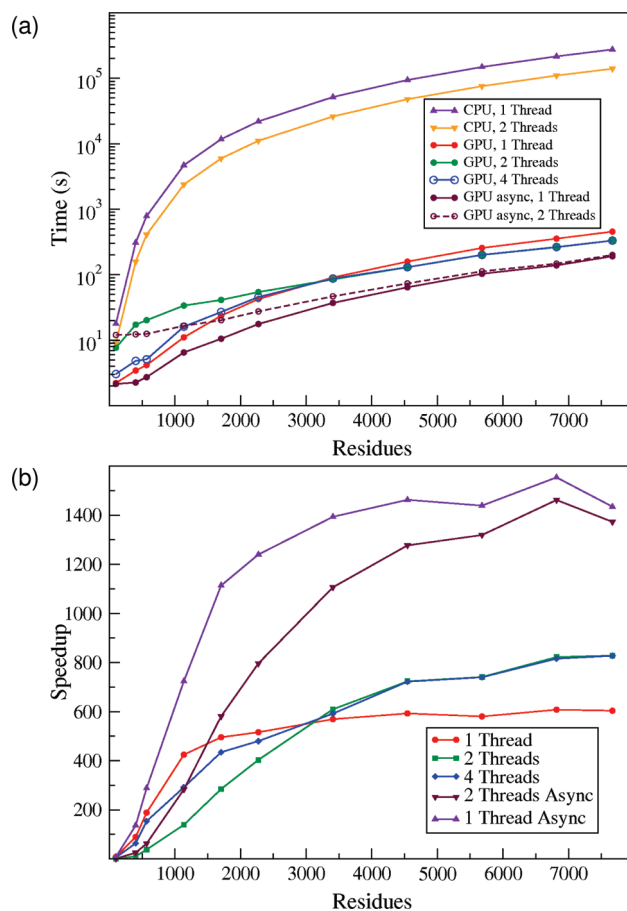 (a)
10^5
10^4
10^3
10^2
10^1
Time (s)
CPU, 1 Thread
CPU, 2 Threads
GPU, 1 Thread
GPU, 2 Threads
GPU, 4 Threads
GPU async, 1 Thread
GPU async, 2 Threads
1000 2000 3000 4000 5000 6000 7000
Residues
(b)
1400
1200
1000
800
600
400
200
Speedup
1 Thread
2 Threads
4 Threads
2 Threads Async
1 Thread Async
1000 2000 3000 4000 5000 6000 7000
Residues